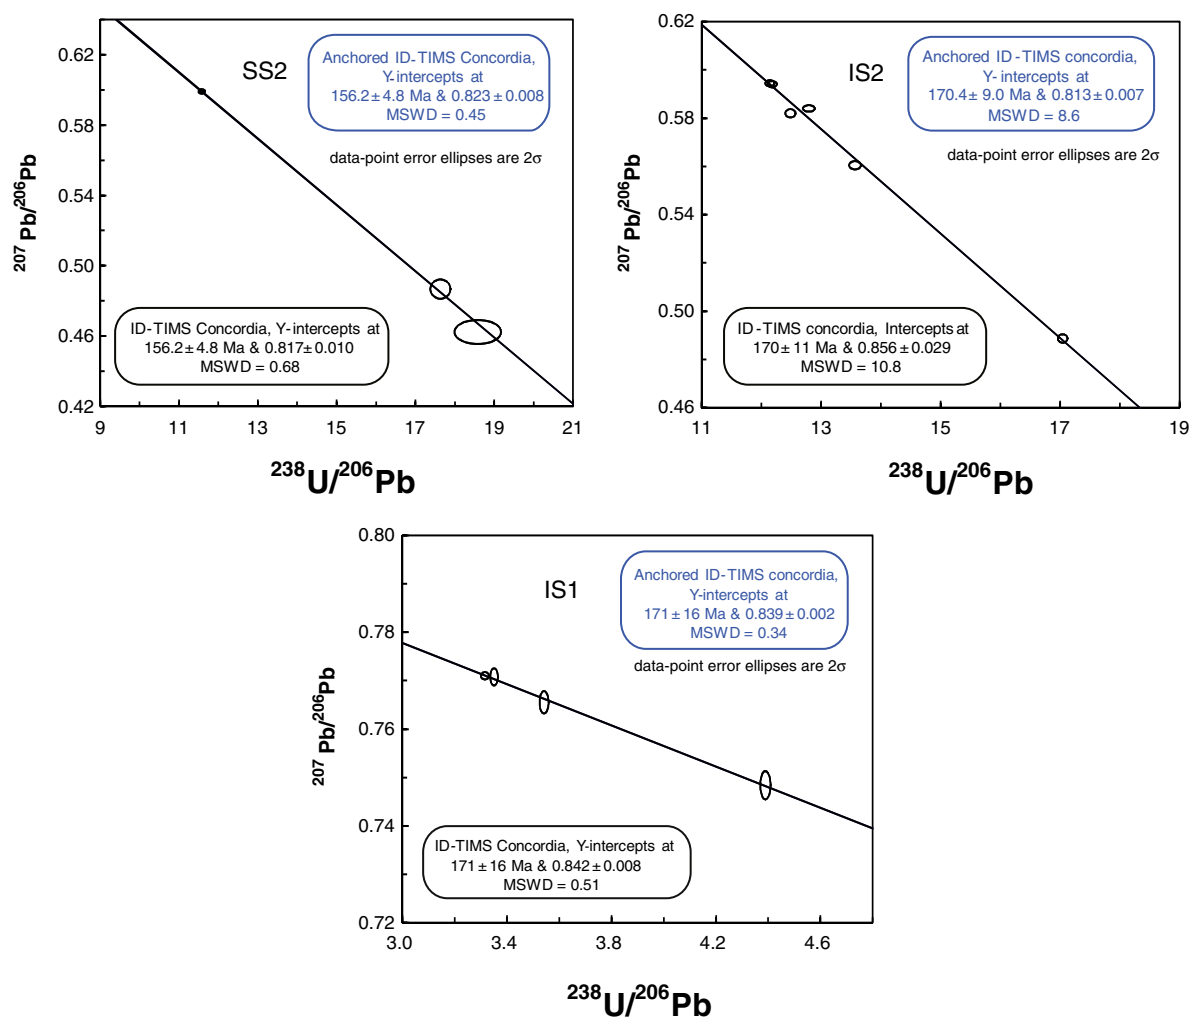 0.62
0.58
0.54
0.50
0.46
0.42
²⁰⁷Pb/²⁰⁶Pb
SS2
Anchored ID-TIMS Concordia,
Y-intercepts at
156.2±4.8 Ma & 0.823±0.008
MSWD = 0.45
data-point error ellipses are 2σ
ID-TIMS Concordia, Y-intercepts at
156.2±4.8 Ma & 0.817±0.010
MSWD = 0.68
9 11 13 15 17 19 21
²³⁸U/²⁰⁶Pb
0.62
0.58
0.54
0.50
0.46
²⁰⁷Pb/²⁰⁶Pb
IS2
Anchored ID-TIMS Concordia,
Y-intercepts at
170.4±9.0 Ma & 0.813±0.007
MSWD = 8.6
data-point error ellipses are 2σ
ID-TIMS concordia, Intercepts at
170±11 Ma & 0.856±0.029
MSWD = 10.8
11 13 15 17 19
²³⁸U/²⁰⁶Pb
0.80
0.78
0.76
0.74
0.72
²⁰⁷Pb/²⁰⁶Pb
IS1
Anchored ID-TIMS concordia,
Y-intercepts at
171±16 Ma & 0.839±0.002
MSWD = 0.34
data-point error ellipses are 2σ
ID-TIMS Concordia, Y-intercepts at
171±16 Ma & 0.842±0.008
MSWD = 0.51
3.0 3.4 3.8 4.2 4.6
²³⁸U/²⁰⁶Pb